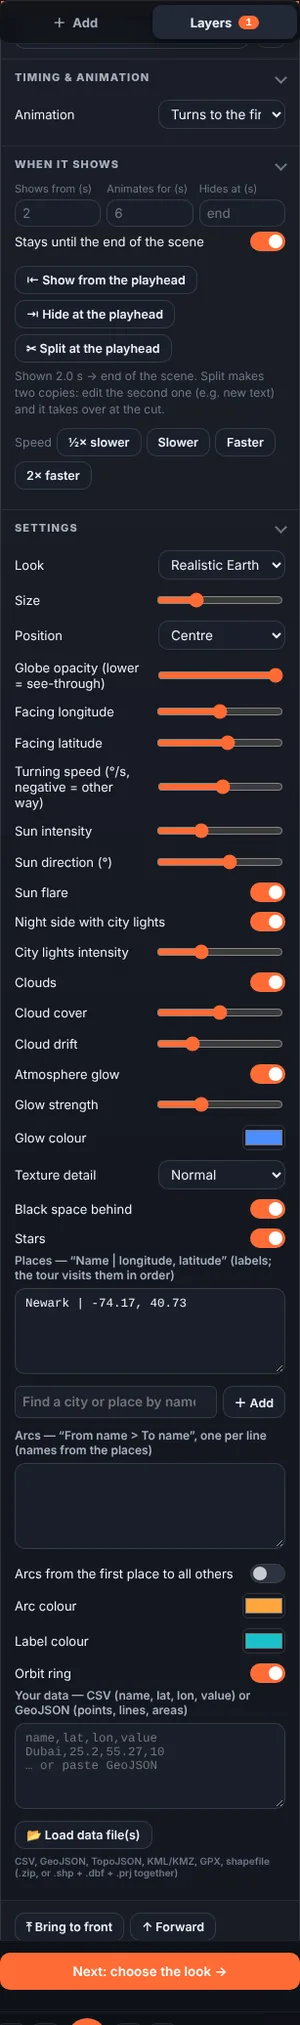 + Add
Layers 1
TIMING & ANIMATION
Animation
Turns to the fir
WHEN IT SHOWS
Shows from (s) Animates for (s) Hides at (s)
2 6 end
Stays until the end of the scene
⇤ Show from the playhead
⇥ Hide at the playhead
✂ Split at the playhead
Shown 2.0 s → end of the scene. Split makes
two copies: edit the second one (e.g. new text)
and it takes over at the cut.
Speed ½× slower Slower Faster
2× faster
SETTINGS
Look Realistic Earth
Size
Position Centre
Globe opacity (lower
= see-through)
Facing longitude
Facing latitude
Turning speed (°/s,
negative = other
way)
Sun intensity
Sun direction (°)
Sun flare
Night side with city lights
City lights intensity
Clouds
Cloud cover
Cloud drift
Atmosphere glow
Glow strength
Glow colour
Texture detail Normal
Black space behind
Stars
Places — “Name | longitude, latitude” (labels;
the tour visits them in order)
Newark | -74.17, 40.73
Find a city or place by name + Add
Arcs — “From name > To name”, one per line
(names from the places)
Arcs from the first place to all others
Arc colour
Label colour
Orbit ring
Your data — CSV (name, lat, lon, value) or
GeoJSON (points, lines, areas)
name,lat,lon,value
Dubai,25.2,55.27,10
… or paste GeoJSON
📂 Load data file(s)
CSV, GeoJSON, TopoJSON, KML/KMZ, GPX, shapefile
(.zip, or .shp + .dbf + .prj together)
⤒ Bring to front ↑ Forward
Next: choose the look →